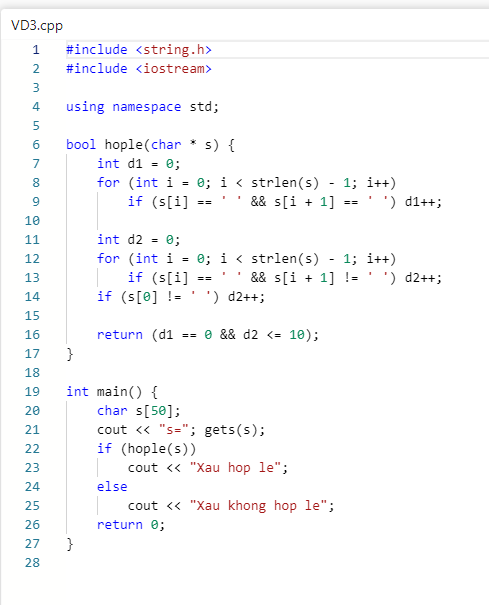 VD3.cpp
1 #include <string.h>
2 #include <iostream>
3
4 using namespace std;
5
6 bool hople(char * s) {
7     int d1 = 0;
8     for (int i = 0; i < strlen(s) - 1; i++)
9         if (s[i] == ' ' && s[i + 1] == ' ') d1++;
10
11     int d2 = 0;
12     for (int i = 0; i < strlen(s) - 1; i++)
13         if (s[i] == ' ' && s[i + 1] != ' ') d2++;
14     if (s[0] != ' ') d2++;
15
16     return (d1 == 0 && d2 <= 10);
17 }
18
19 int main() {
20     char s[50];
21     cout << "s="; gets(s);
22     if (hople(s))
23         cout << "Xau hop le";
24     else
25         cout << "Xau khong hop le";
26     return 0;
27 }
28